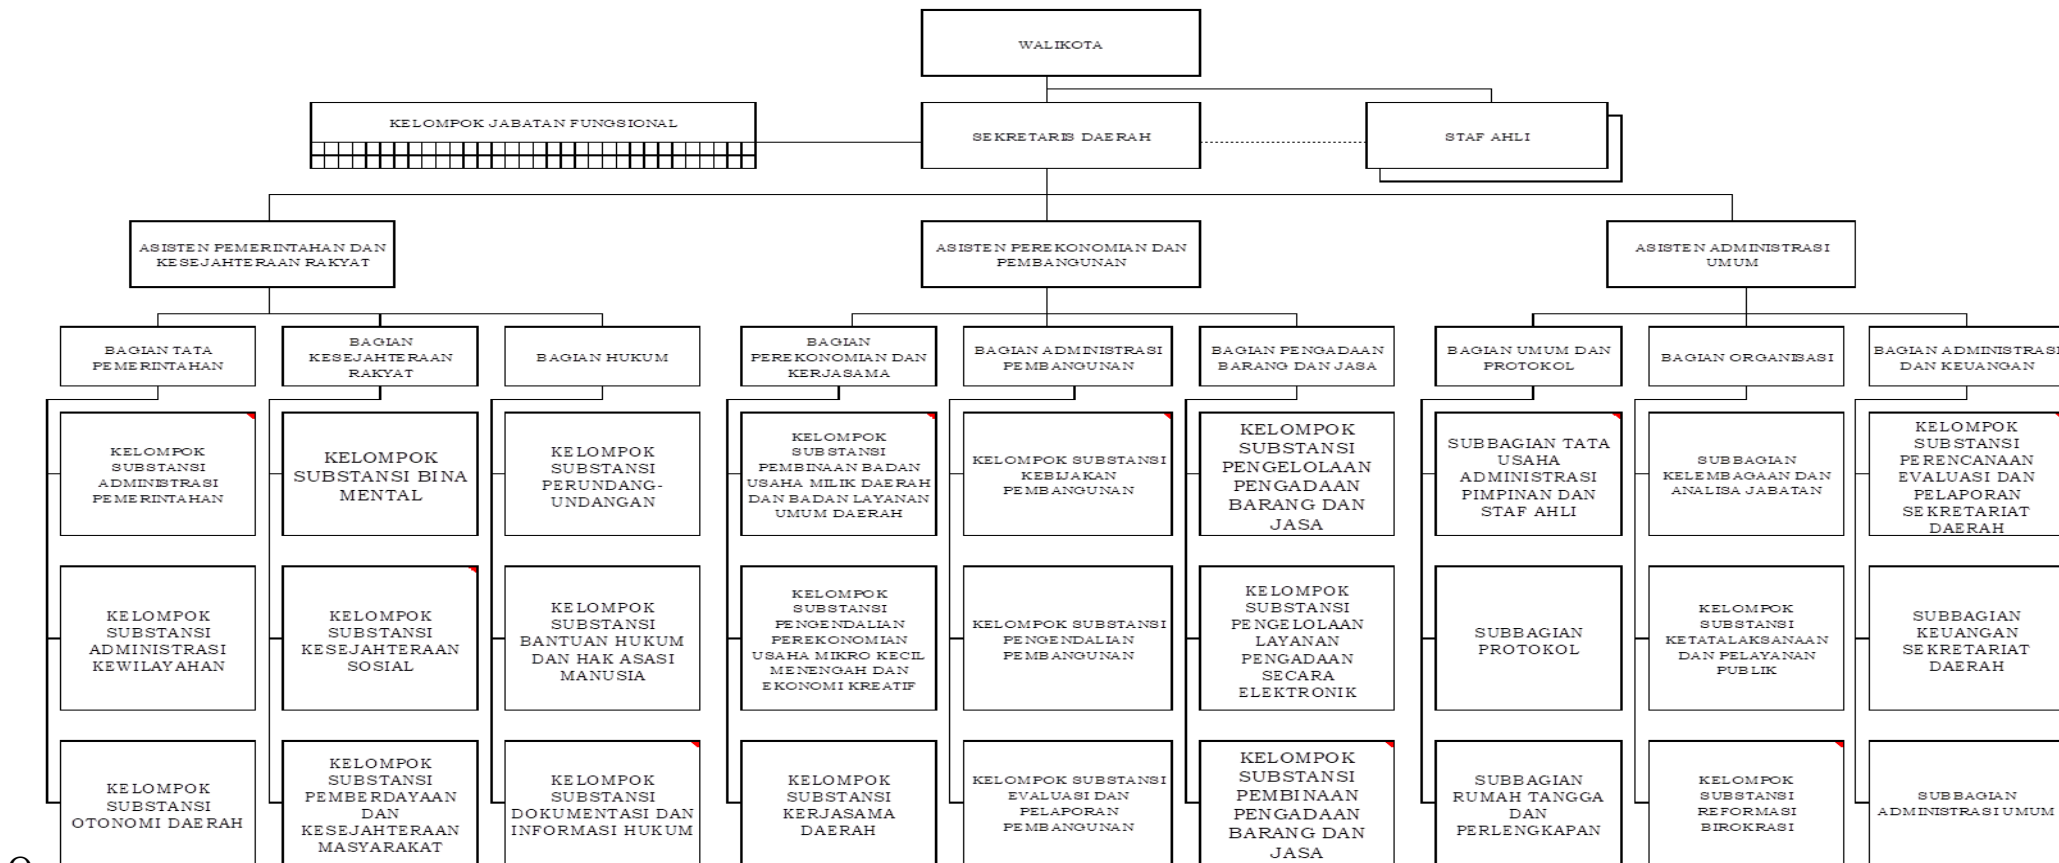 WALIKOTA
KELOMPOK JABATAN FUNGSIONAL
SEKRETARIS DAERAH
STAF AHLI
ASISTEN PEMERINTAHAN DAN
KESEJAHTERAAN RAKYAT
ASISTEN PEREKONOMIAN DAN
PEMBANGUNAN
ASISTEN ADMINISTRASI
UMUM
BAGIAN TATA
PEMERINTAHAN
BAGIAN
KESEJAHTERAAN
RAKYAT
BAGIAN HUKUM
BAGIAN
PEREKONOMIAN DAN
KERJASAMA
BAGIAN ADMINISTRASI
PEMBANGUNAN
BAGIAN PENGADAAN
BARANG DAN JASA
BAGIAN UMUM DAN
PROTOKOL
BAGIAN ORGANISASI
BAGIAN ADMINISTRASI
DAN KEUANGAN
KELOMPOK
SUBSTANSI
ADMINISTRASI
PEMERINTAHAN
KELOMPOK
SUBSTANSI BINA
MENTAL
KELOMPOK
SUBSTANSI
PERUNDANG-
UNDANGAN
KELOMPOK
SUBSTANSI
PEMBINAAN BADAN
USAHA MILIK DAERAH
DAN BADAN LAYANAN
UMUM DAERAH
KELOMPOK SUBSTANSI
KEBIJAKAN
PEMBANGUNAN
KELOMPOK
SUBSTANSI
PENGELOLAAN
PENGADAAN
BARANG DAN
JASA
SUBBAGIAN TATA
USAHA
ADMINISTRASI
PIMPINAN DAN
STAF AHLI
SUBBAGIAN
KELEMBAGAAN DAN
ANALISA JABATAN
KELOMPOK
SUBSTANSI
PERENCANAAN
EVALUASI DAN
PELAPORAN
SEKRETARIAT
DAERAH
KELOMPOK
SUBSTANSI
ADMINISTRASI
KEWILAYAHAN
KELOMPOK
SUBSTANSI
KESEJAHTERAAN
SOSIAL
KELOMPOK
SUBSTANSI
BANTUAN HUKUM
DAN HAK ASASI
MANUSIA
KELOMPOK
SUBSTANSI
PENGENDALIAN
PEREKONOMIAN
USAHA MIKRO KECIL
MENENGAH DAN
EKONOMI KREATIF
KELOMPOK SUBSTANSI
PENGENDALIAN
PEMBANGUNAN
KELOMPOK
SUBSTANSI
PENGELOLAAN
LAYANAN
PENGADAAN
SECARA
ELEKTRONIK
SUBBAGIAN
PROTOKOL
KELOMPOK
SUBSTANSI
KETATALAKSANAAN
DAN PELAYANAN
PUBLIK
SUBBAGIAN
KEUANGAN
SEKRETARIAT
DAERAH
KELOMPOK
SUBSTANSI
OTONOMI DAERAH
KELOMPOK
SUBSTANSI
PEMBERDAYAAN
DAN
KESEJAHTERAAN
MASYARAKAT
KELOMPOK
SUBSTANSI
DOKUMENTASI DAN
INFORMASI HUKUM
KELOMPOK
SUBSTANSI
KERJASAMA
DAERAH
KELOMPOK SUBSTANSI
EVALUASI DAN
PELAPORAN
PEMBANGUNAN
KELOMPOK
SUBSTANSI
PEMBINAAN
PENGADAAN
BARANG DAN
JASA
SUBBAGIAN
RUMAH TANGGA
DAN
PERLENGKAPAN
KELOMPOK
SUBSTANSI
REFORMASI
BIROKRASI
SUBBAGIAN
ADMINISTRASI UMUM